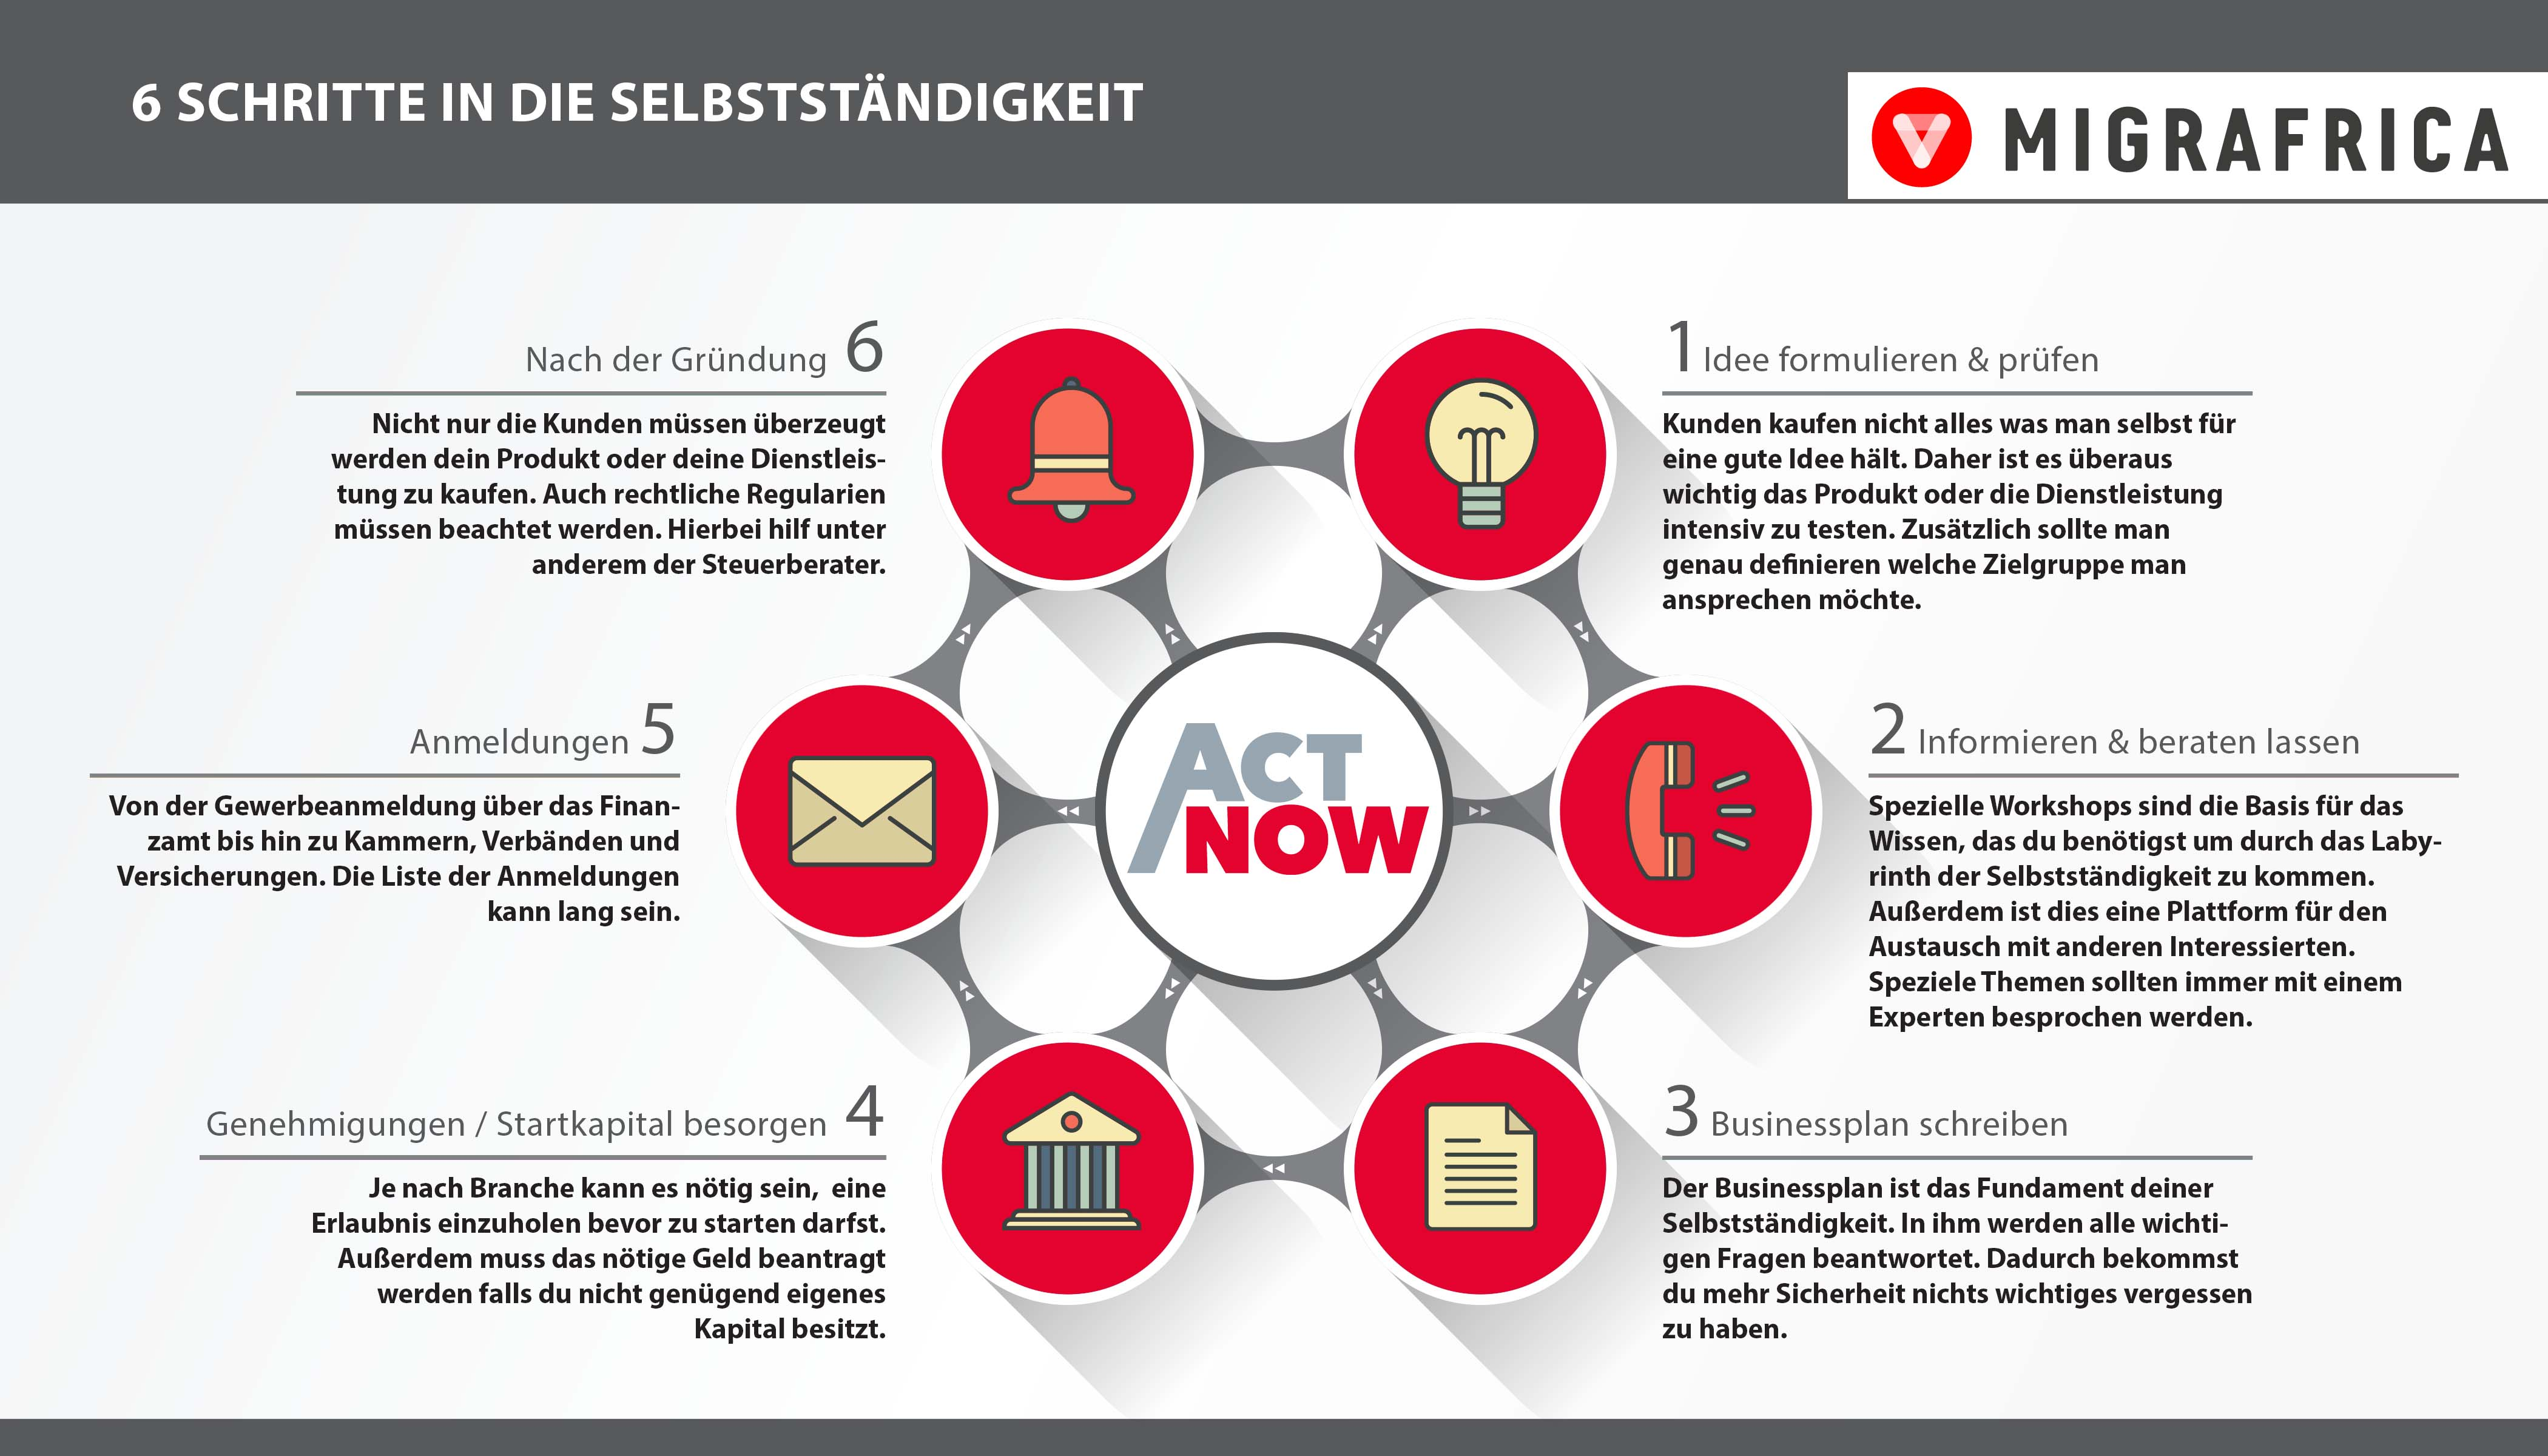 6 SCHRITTE IN DIE SELBSTSTÄNDIGKEIT
MIGRAFRICA
1 Idee formulieren & prüfen
Kunden kaufen nicht alles was man selbst für
eine gute Idee hält. Daher ist es überaus
wichtig das Produkt oder die Dienstleistung
intensiv zu testen. Zusätzlich sollte man
genau definieren welche Zielgruppe man
ansprechen möchte.
2 Informieren & beraten lassen
Spezielle Workshops sind die Basis für das
Wissen, das du benötigst um durch das Laby-
rinth der Selbstständigkeit zu kommen.
Außerdem ist dies eine Plattform für den
Austausch mit anderen Interessierten.
Speziele Themen sollten immer mit einem
Experten besprochen werden.
3 Businessplan schreiben
Der Businessplan ist das Fundament deiner
Selbstständigkeit. In ihm werden alle wichti-
gen Fragen beantwortet. Dadurch bekommst
du mehr Sicherheit nichts wichtiges vergessen
zu haben.
Genehmigungen / Startkapital besorgen 4
Je nach Branche kann es nötig sein, eine
Erlaubnis einzuholen bevor zu starten darfst.
Außerdem muss das nötige Geld beantragt
werden falls du nicht genügend eigenes
Kapital besitzt.
Anmeldungen 5
Von der Gewerbeanmeldung über das Finan-
zamt bis hin zu Kammern, Verbänden und
Versicherungen. Die Liste der Anmeldungen
kann lang sein.
Nach der Gründung 6
Nicht nur die Kunden müssen überzeugt
werden dein Produkt oder deine Dienstleis-
tung zu kaufen. Auch rechtliche Regularien
müssen beachtet werden. Hierbei hilf unter
anderem der Steuerberater.
ACT
NOW